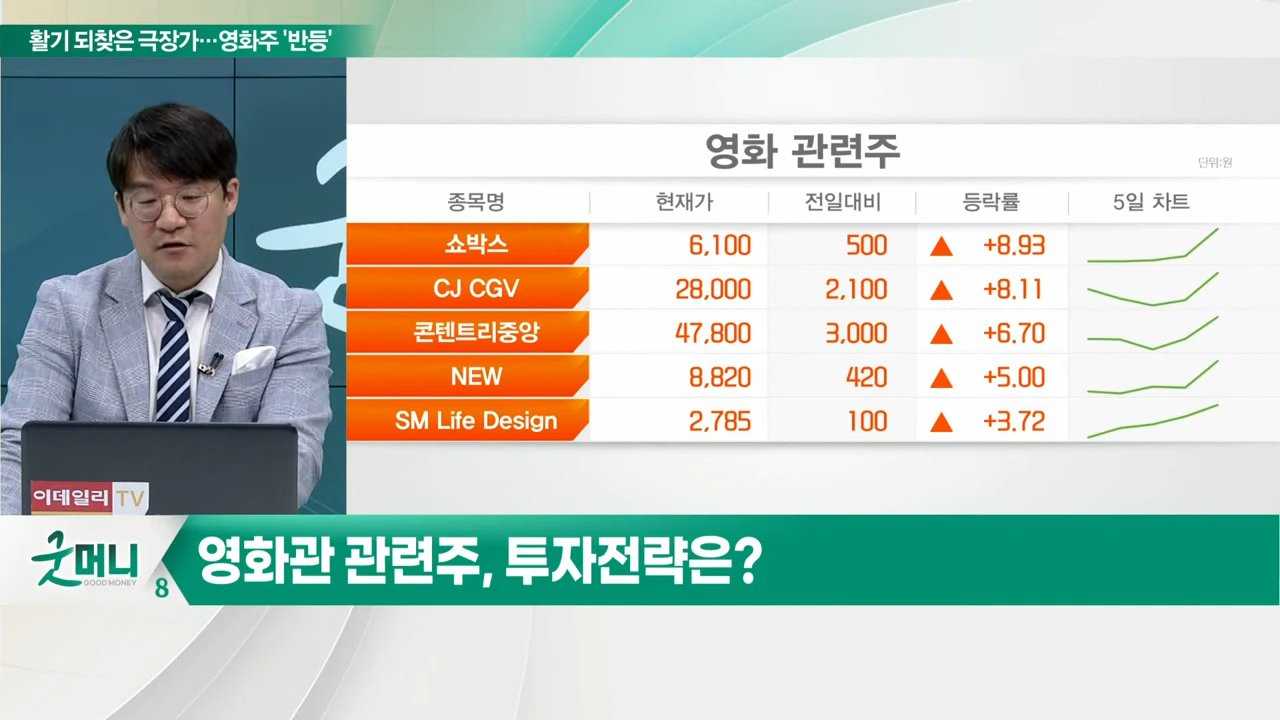 활기 되찾은 극장가…영화주 '반등'
영화 관련주
단위:원
종목명 현재가 전일대비 등락률 5일 차트
쇼박스 6,100 500 ▲ +8.93
CJ CGV 28,000 2,100 ▲ +8.11
콘텐트리중앙 47,800 3,000 ▲ +6.70
NEW 8,820 420 ▲ +5.00
SM Life Design 2,785 100 ▲ +3.72
이데일리 TV
굿머니
GOOD MONEY
8
영화관 관련주, 투자전략은?